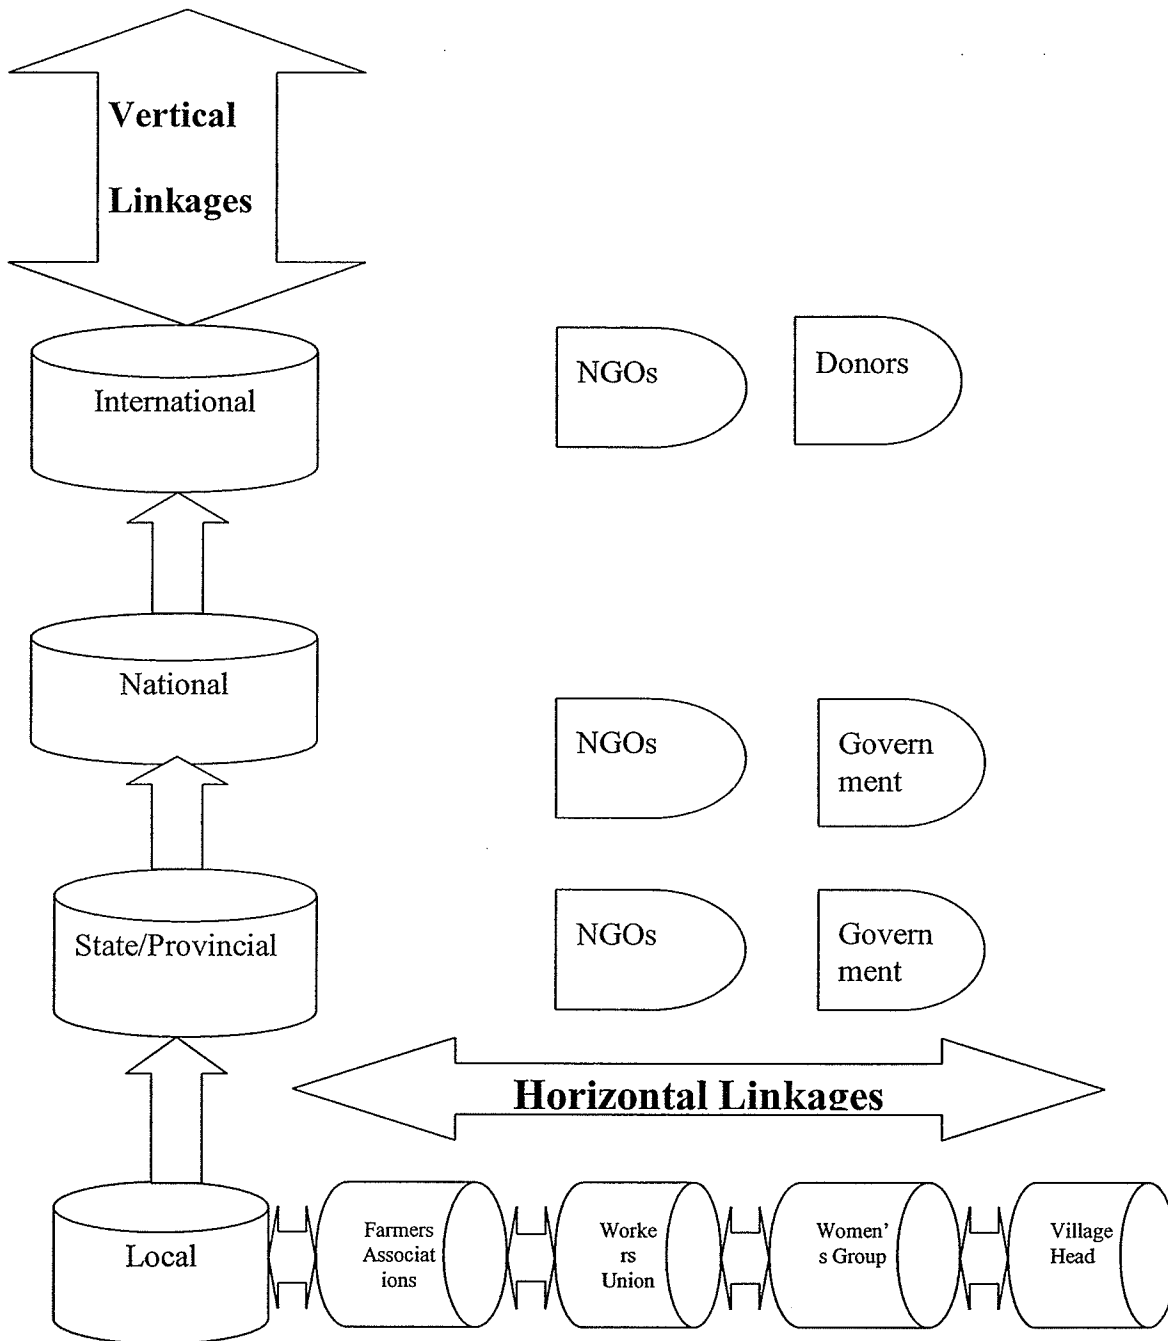 Vertical
Linkages
International
NGOs
Donors
National
NGOs
Govern
ment
State/Provincial
NGOs
Govern
ment
Horizontal Linkages
Local
Farmers
Associat
ions
Worke
rs
Union
Women'
s Group
Village
Head